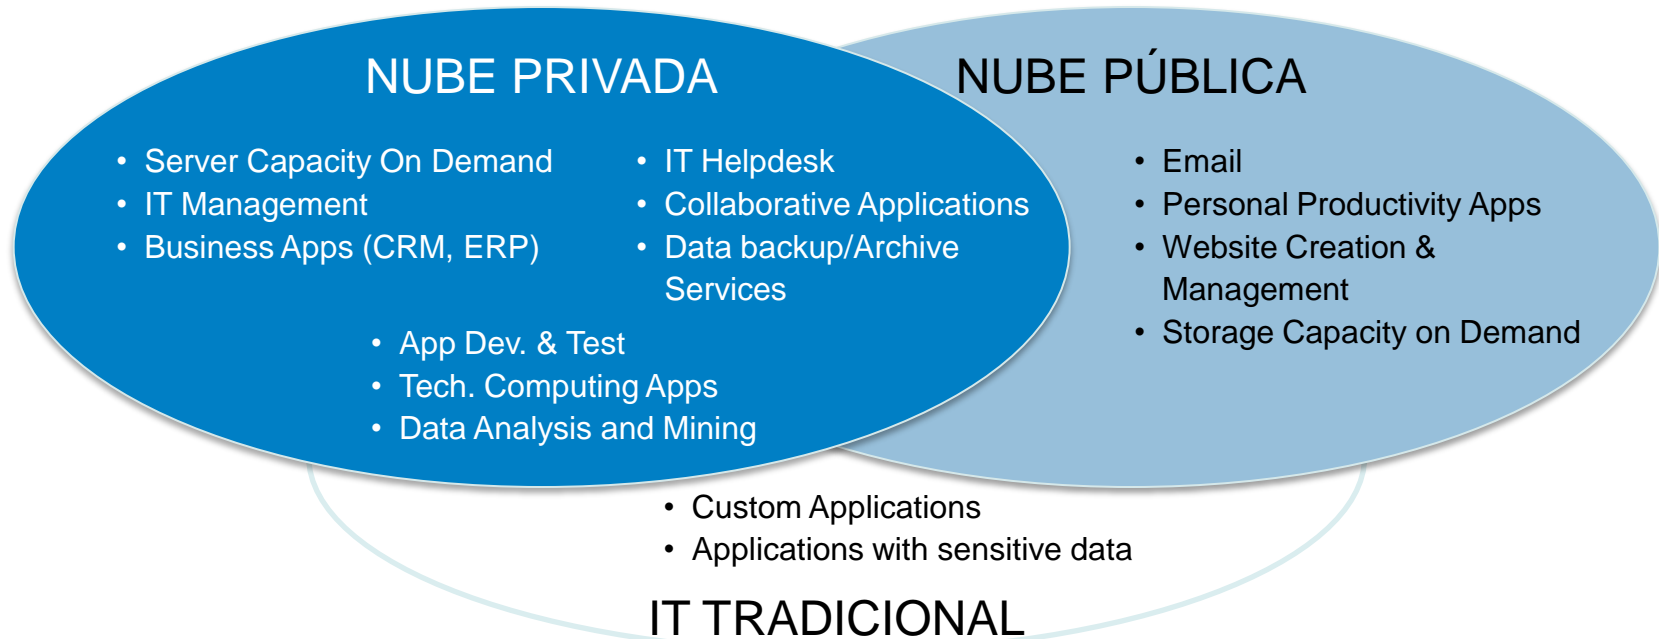 NUBE PRIVADA
• Server Capacity On Demand
• IT Management
• Business Apps (CRM, ERP)
• IT Helpdesk
• Collaborative Applications
• Data backup/Archive
Services
• App Dev. & Test
• Tech. Computing Apps
• Data Analysis and Mining
NUBE PÚBLICA
• Email
• Personal Productivity Apps
• Website Creation &
Management
• Storage Capacity on Demand
• Custom Applications
• Applications with sensitive data
IT TRADICIONAL